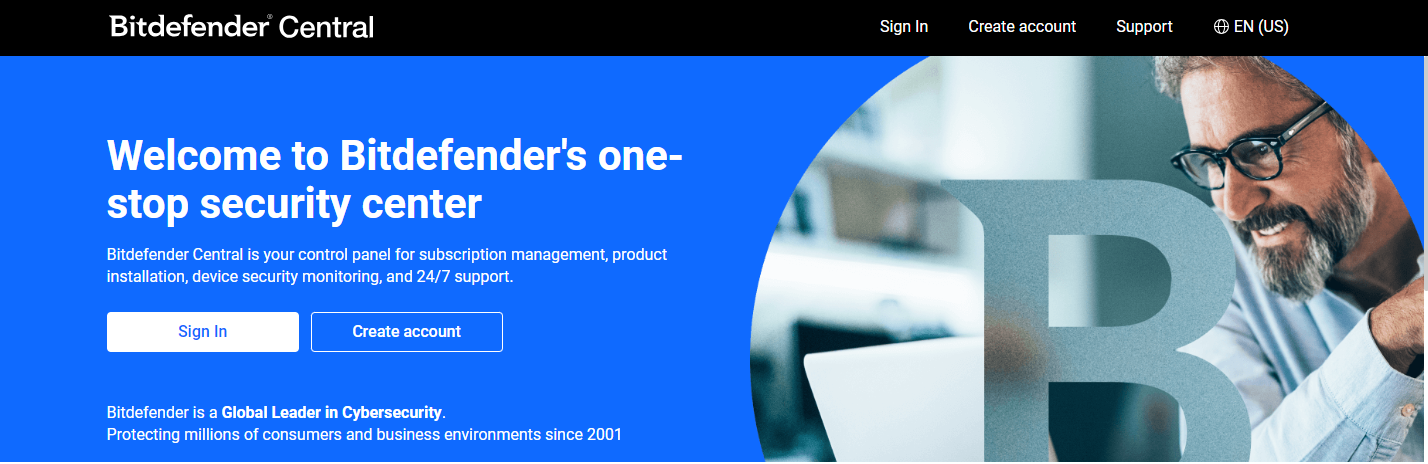 Bitdefender® Central
Sign In
Create account
Support
EN (US)
Welcome to Bitdefender's one-
stop security center
Bitdefender Central is your control panel for subscription management, product
installation, device security monitoring, and 24/7 support.
Sign In
Create account
Bitdefender is a Global Leader in Cybersecurity.
Protecting millions of consumers and business environments since 2001
B